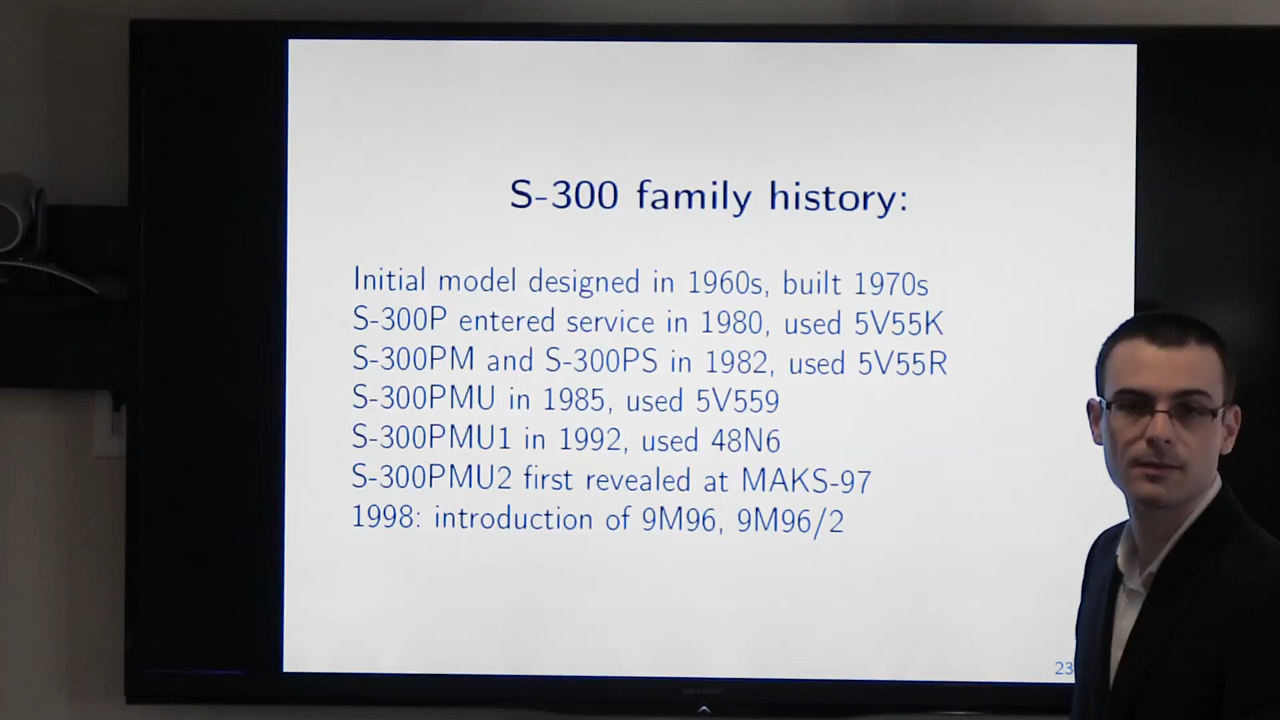 S-300 family history:
Initial model designed in 1960s, built 1970s
S-300P entered service in 1980, used 5V55K
S-300PM and S-300PS in 1982, used 5V55R
S-300PMU in 1985, used 5V559
S-300PMU1 in 1992, used 48N6
S-300PMU2 first revealed at MAKS-97
1998: introduction of 9M96, 9M96/2
23